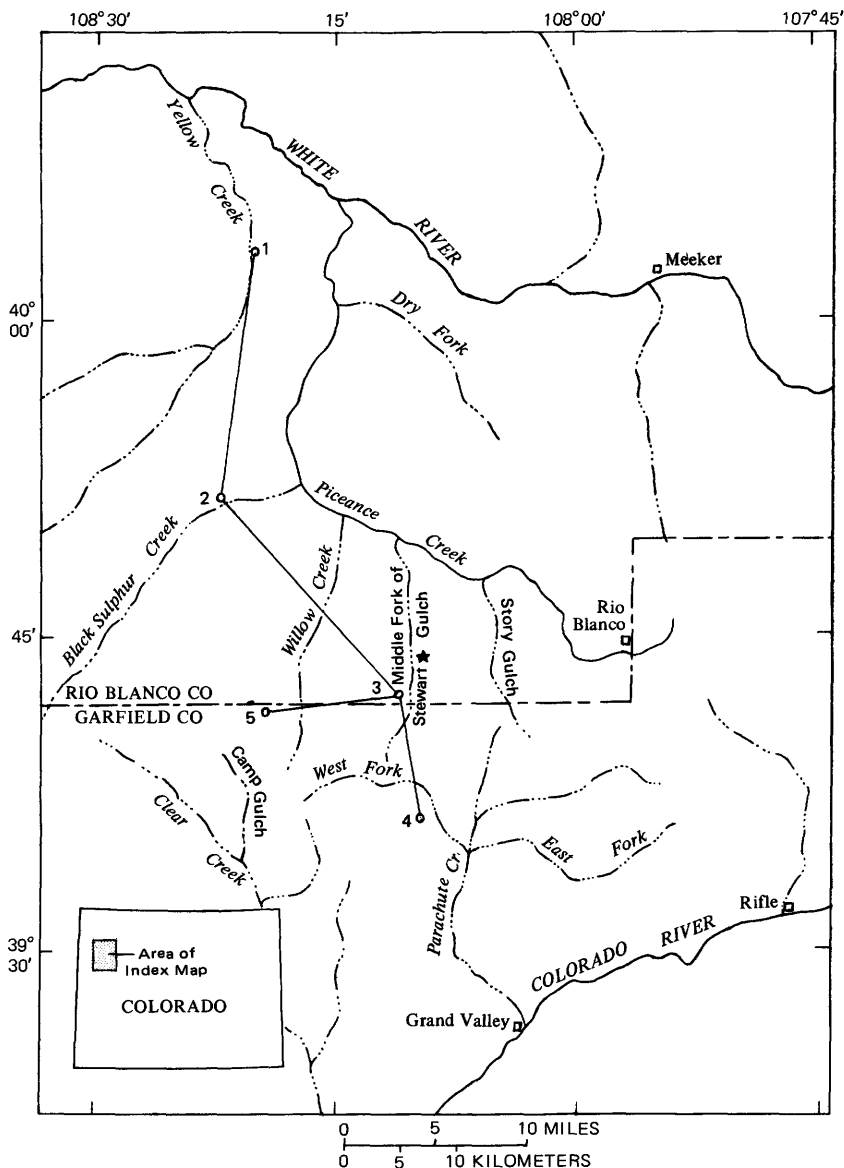 108°30′
15′
108°00′
107°45′
Yellow
Creek
WHITE
RIVER
1
Meeker
40°
00′
Dry
Fork
2
Piceance
Creek
Black Sulphur
Creek
Willow
Creek
Middle Fork of
Stewart Gulch
Story Gulch
Rio
Blanco
45′
3
RIO BLANCO CO
GARFIELD CO
5
Camp
Gulch
West Fork
Clear
Creek
4
East Fork
Parachute Cr.
Rifle
39°
30′
Area of
Index Map
COLORADO
COLORADO RIVER
Grand Valley
0 5 10 MILES
0 5 10 KILOMETERS